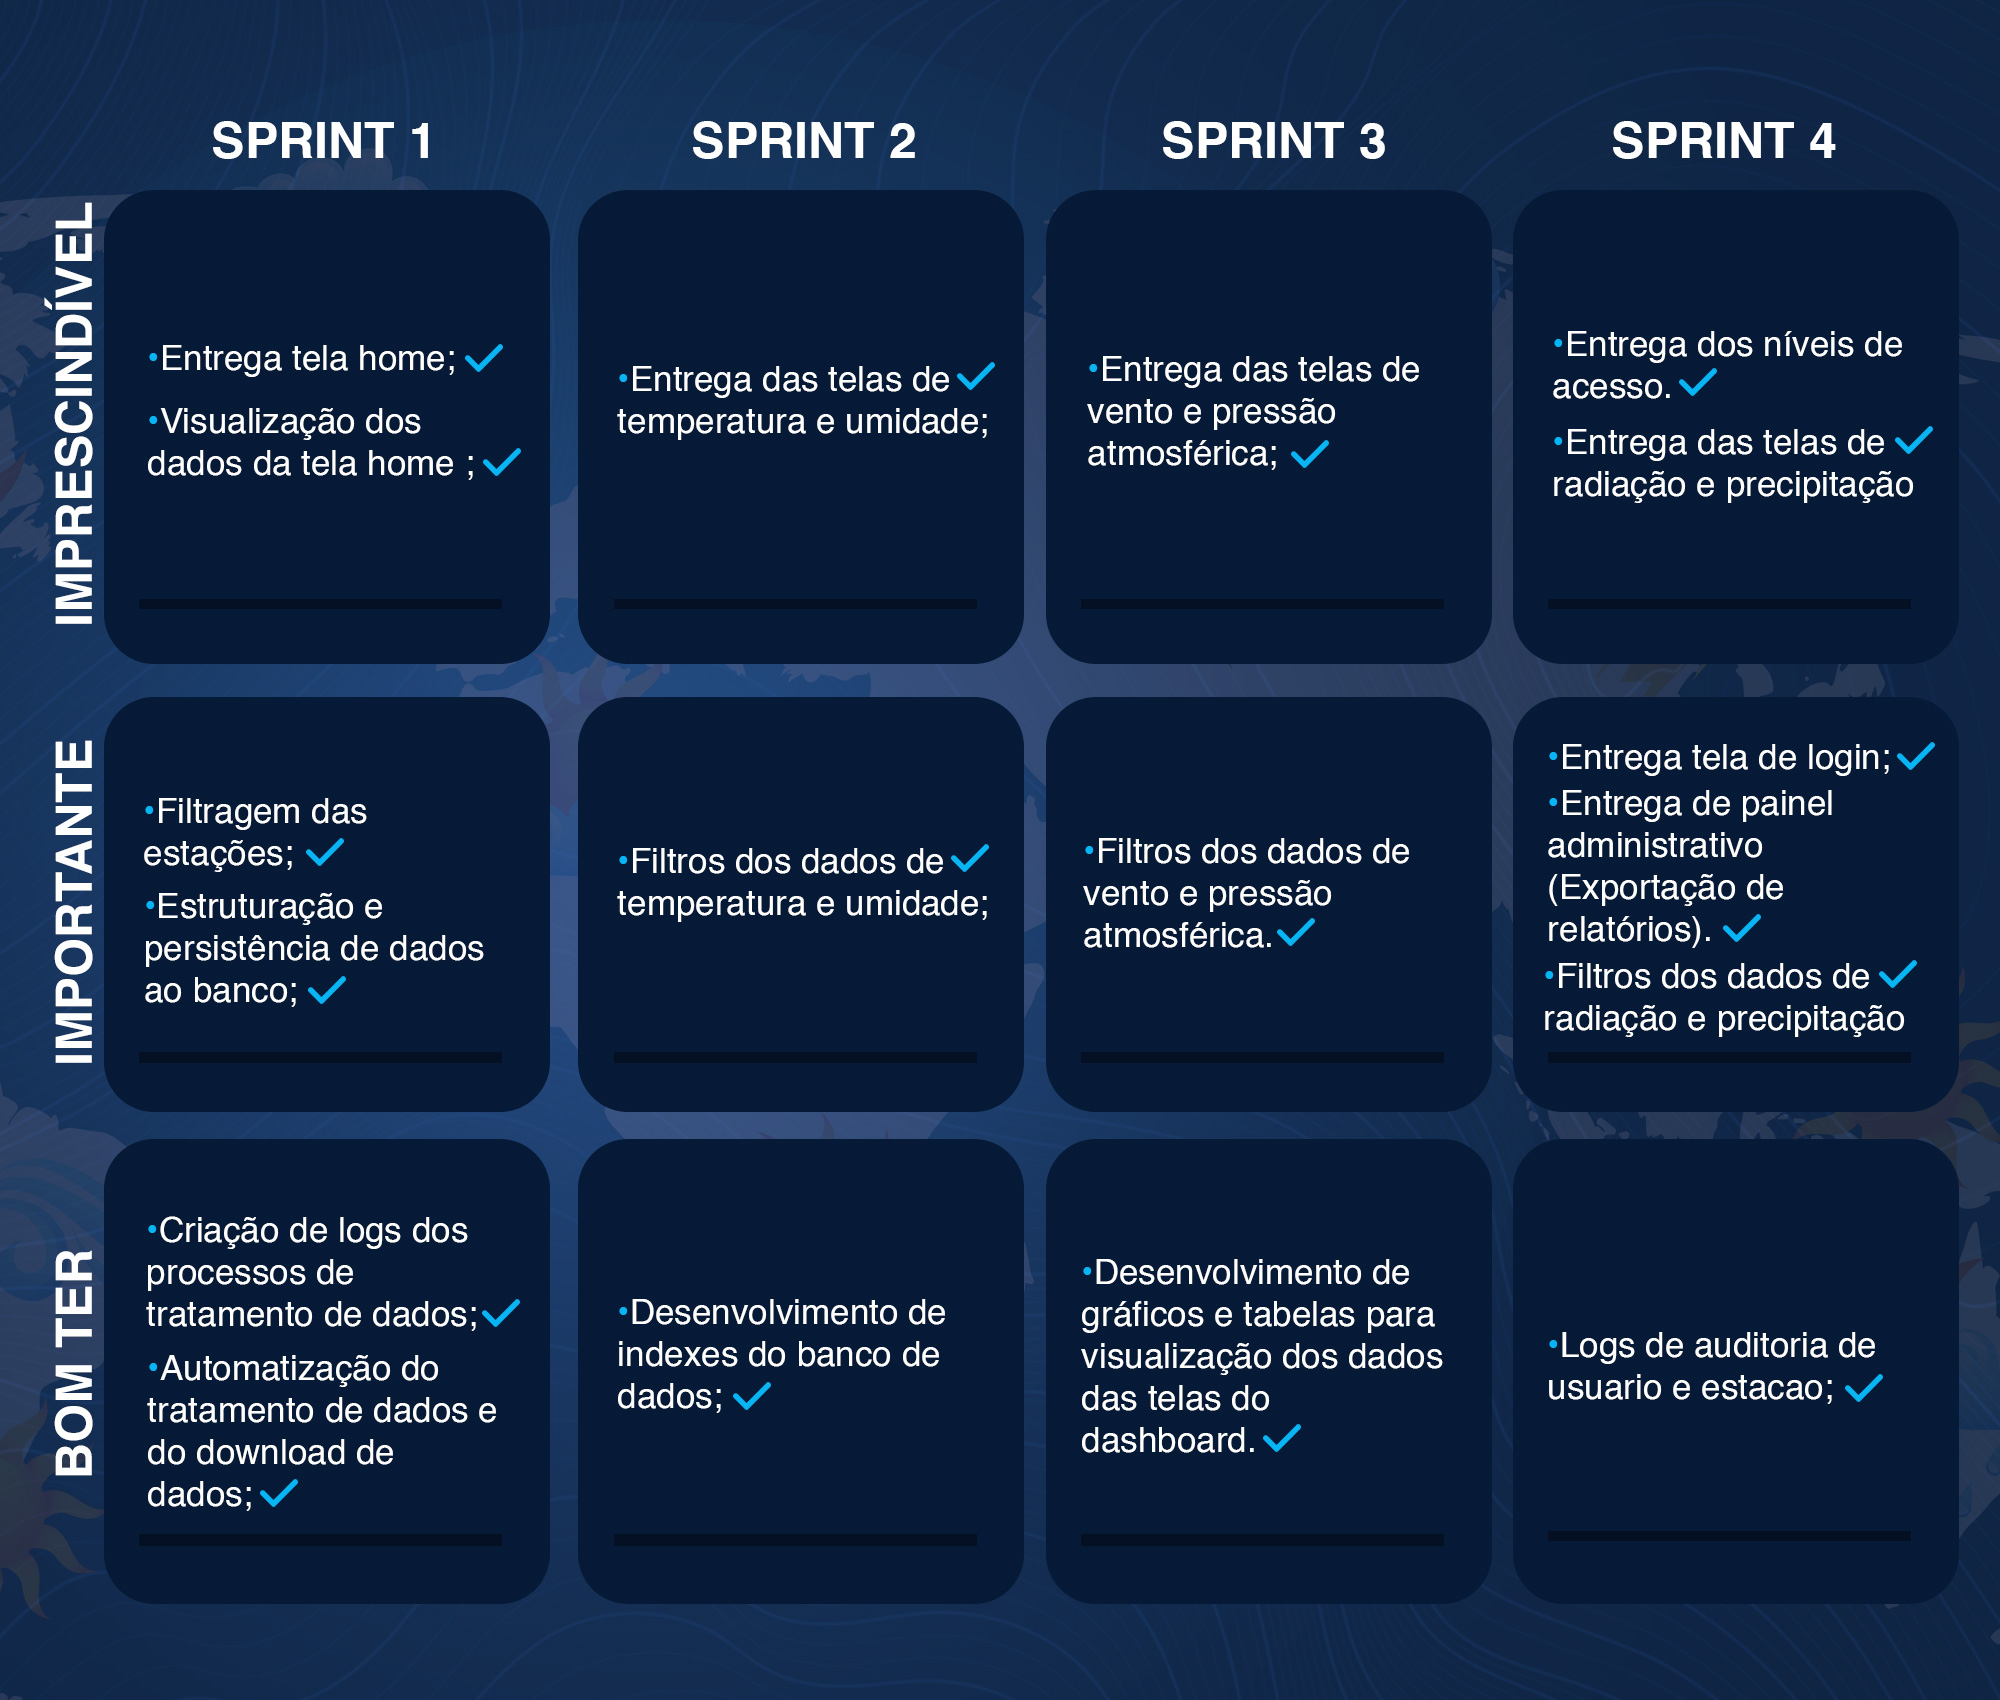 SPRINT 1
SPRINT 2
SPRINT 3
SPRINT 4
IMPRESCINDÍVEL
•Entrega tela home;
•Visualização dos
dados da tela home ;
•Entrega das telas de
temperatura e umidade;
•Entrega das telas de
vento e pressão
atmosférica;
•Entrega dos níveis de
acesso.
•Entrega das telas de
radiação e precipitação
IMPORTANTE
•Filtragem das
estações;
•Estruturação e
persistência de dados
ao banco;
•Filtros dos dados de
temperatura e umidade;
•Filtros dos dados de
vento e pressão
atmosférica.
•Entrega tela de login;
•Entrega de painel
administrativo
(Exportação de
relatórios).
•Filtros dos dados de
radiação e precipitação
BOM TER
•Criação de logs dos
processos de
tratamento de dados;
•Automatização do
tratamento de dados e
do download de
dados;
•Desenvolvimento de
indexes do banco de
dados;
•Desenvolvimento de
gráficos e tabelas para
visualização dos dados
das telas do
dashboard.
•Logs de auditoria de
usuario e estacao;